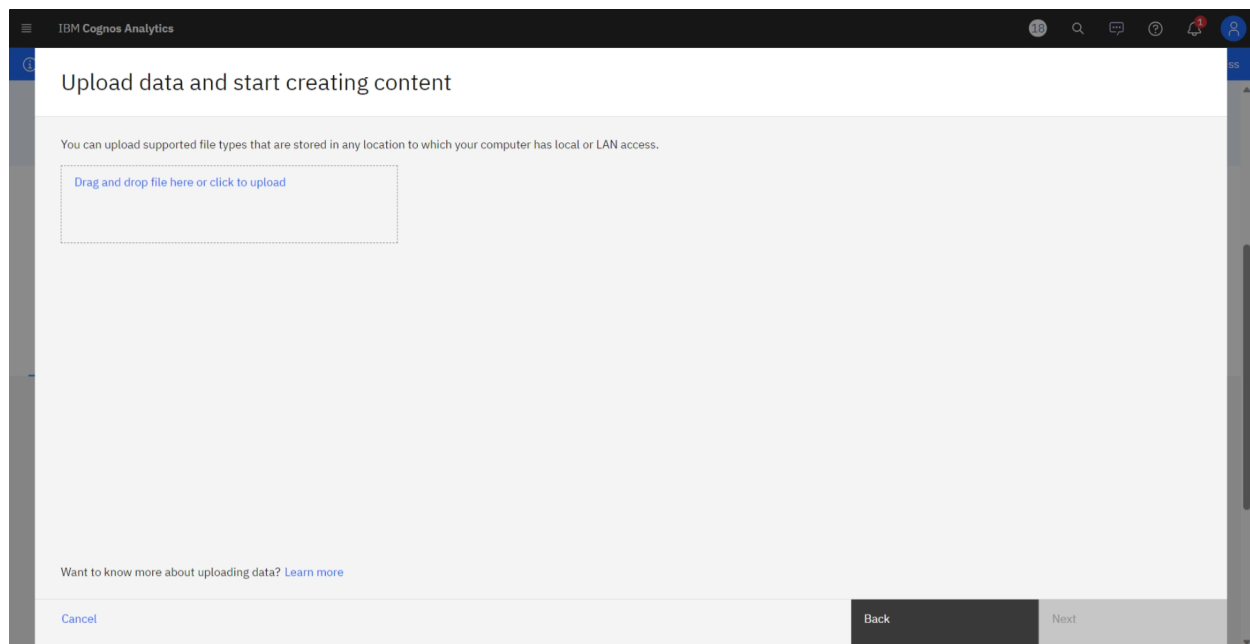 IBM Cognos Analytics
18
1
ss
Upload data and start creating content
You can upload supported file types that are stored in any location to which your computer has local or LAN access.
Drag and drop file here or click to upload
Want to know more about uploading data? Learn more
Cancel
Back
Next